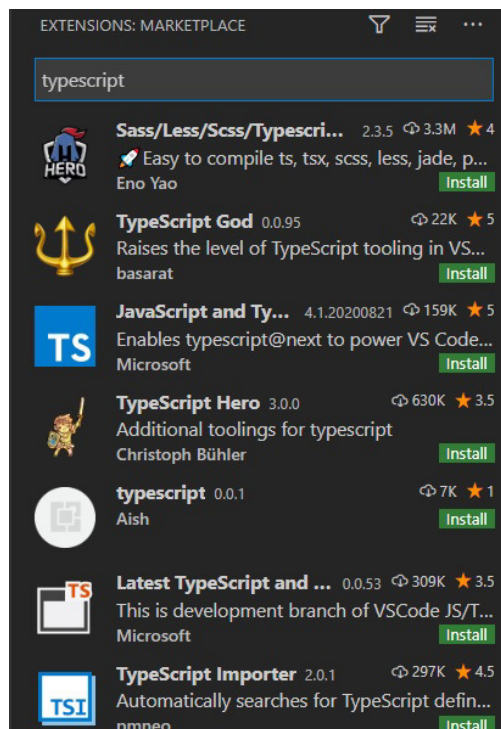 EXTENSIONS: MARKETPLACE
typescript
Sass/Less/Scss/Typescri... 2.3.5 3.3M ★4
HERO
Easy to compile ts, tsx, scss, less, jade, p...
Eno Yao Install
TypeScript God 0.0.95 22K ★5
Raises the level of TypeScript tooling in VS...
basarat Install
JavaScript and Ty... 4.1.20200821 159K ★5
TS
Enables typescript@next to power VS Code...
Microsoft Install
TypeScript Hero 3.0.0 630K ★3.5
Additional toolings for typescript
Christoph Bühler Install
typescript 0.0.1 7K ★1
Aish Install
Latest TypeScript and ... 0.0.53 309K ★3.5
TS
This is development branch of VSCode JS/T...
Microsoft Install
TypeScript Importer 2.0.1 297K ★4.5
TSI
Automatically searches for TypeScript defin...
pmneo Install